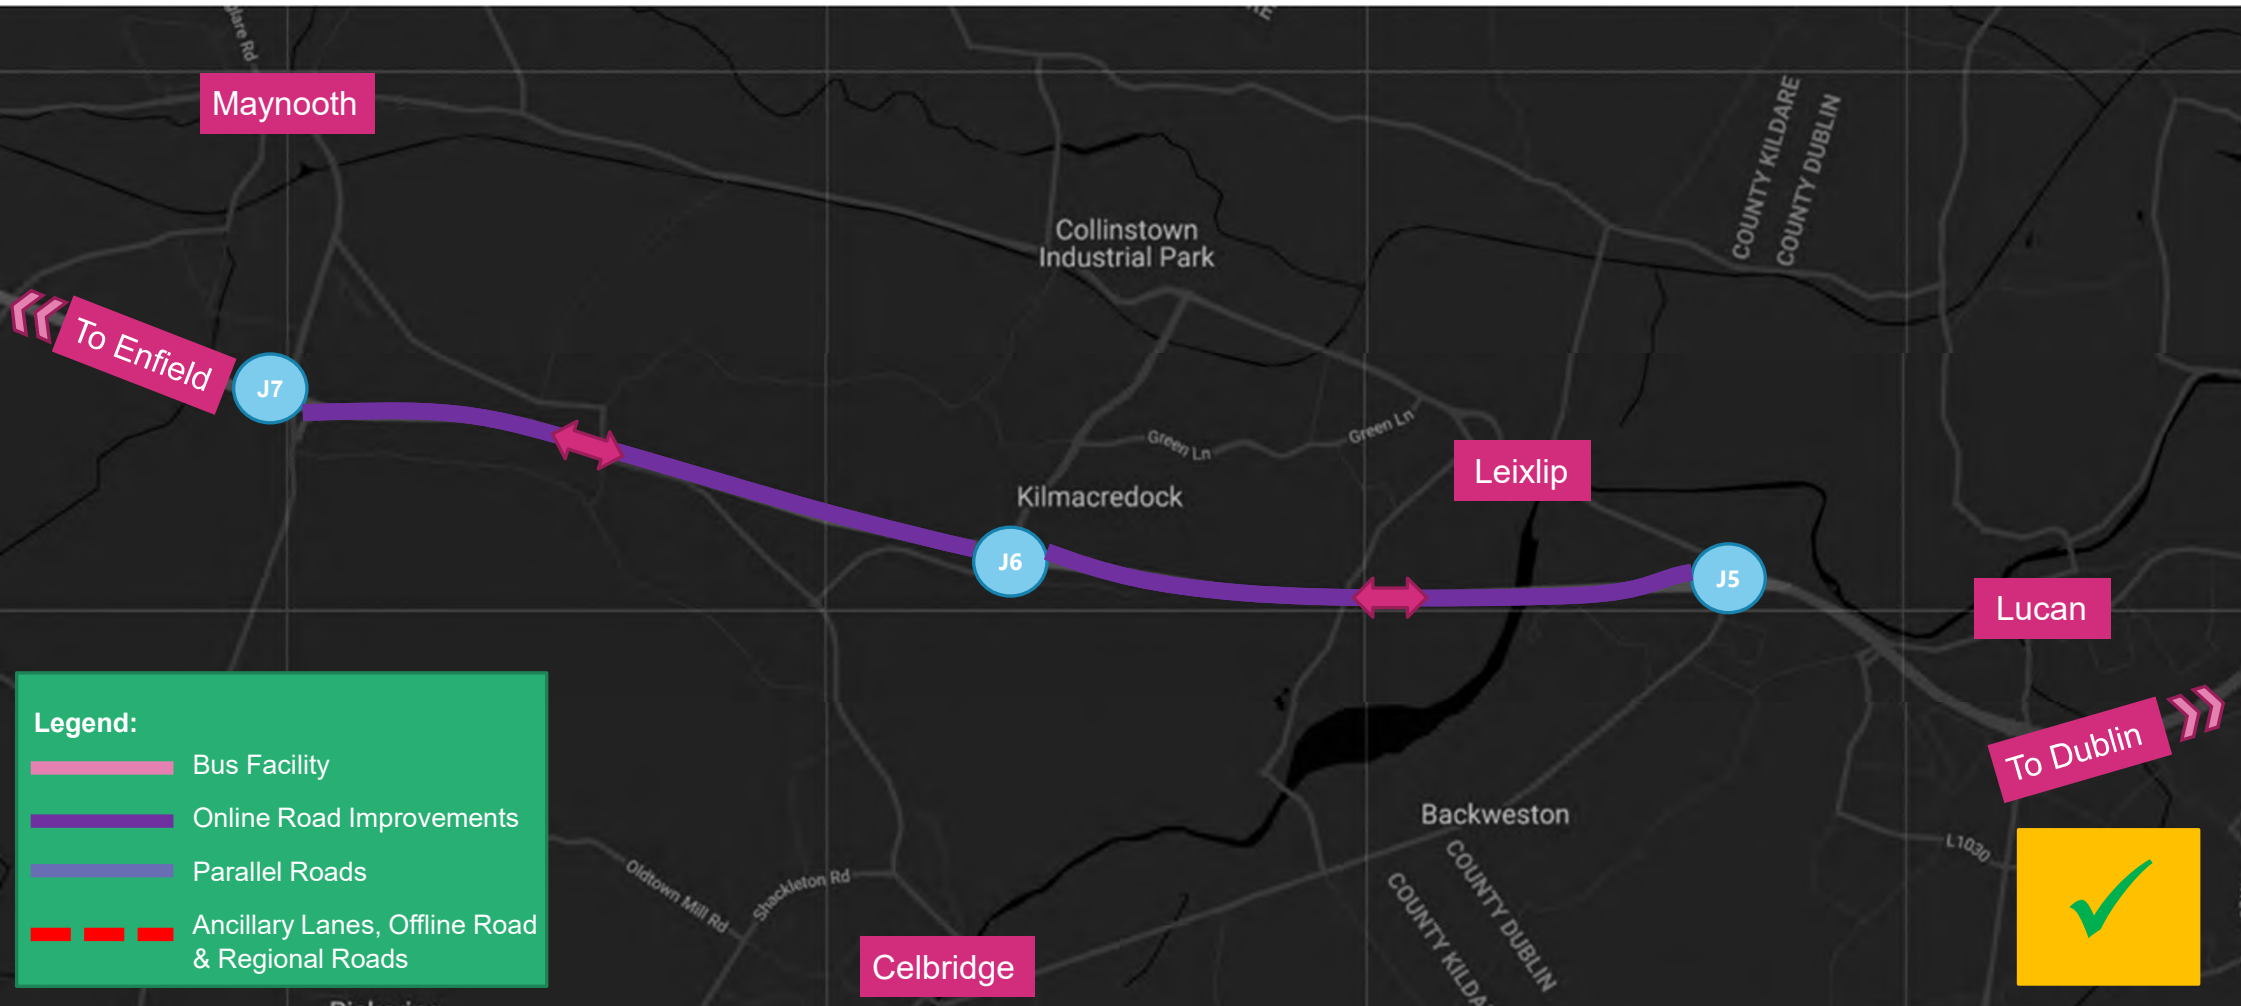 Maynooth
COUNTY KILDARE
COUNTY DUBLIN
Collinstown
Industrial Park
To Enfield
J7
Green Ln
Green Ln
Leixlip
Kilmacredock
J6
J5
Lucan
To Dublin
Legend:
Bus Facility
Online Road Improvements
Parallel Roads
Ancillary Lanes, Offline Road
& Regional Roads
Backweston
COUNTY DUBLIN
COUNTY
L1030
Oldtown Mill Rd
Shackleton Rd
Celbridge